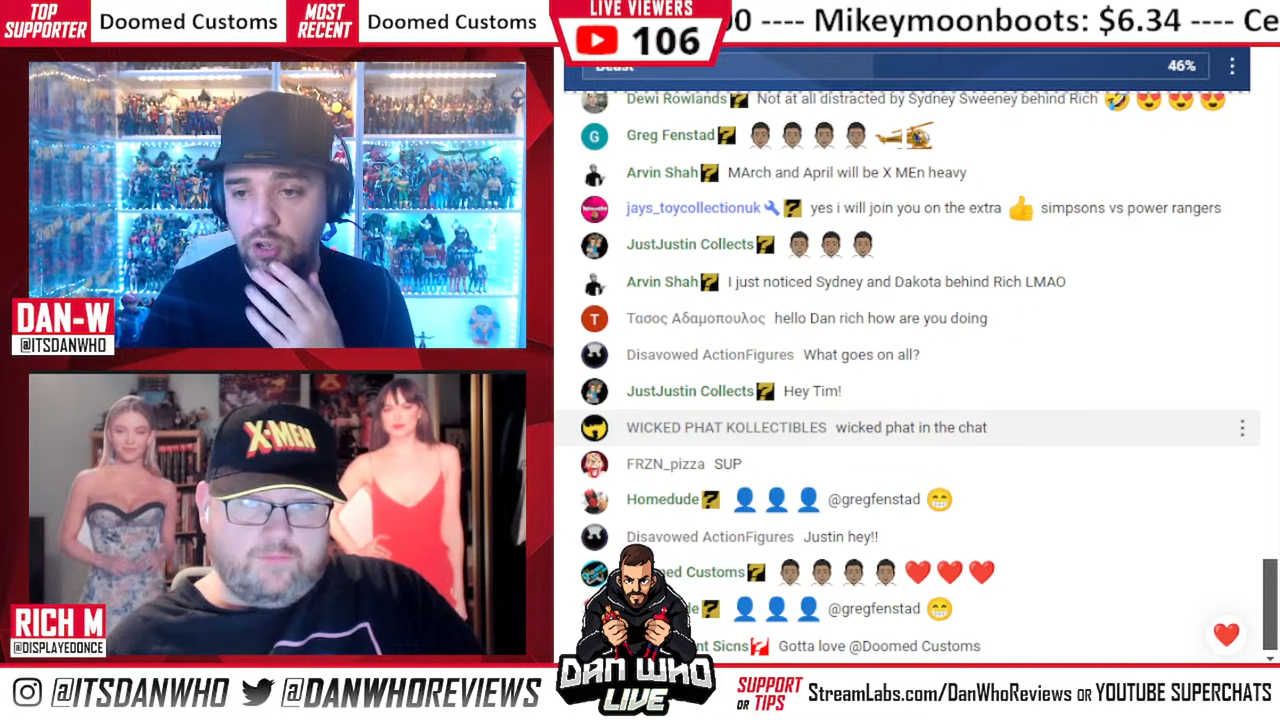 TOP SUPPORTER
Doomed Customs
MOST RECENT
Doomed Customs
LIVE VIEWERS
106
00 ---- Mikeymoonboots: $6.34 ---- Ce
Beast
46%
Dewi Rowlands ? Not at all distracted by Sydney Sweeney behind Rich 🤣😍😍😍
Greg Fenstad ?
Arvin Shah ? MArch and April will be X MEn heavy
jays_toycollectionuk ? yes i will join you on the extra 👍 simpsons vs power rangers
JustJustin Collects ?
Arvin Shah ? I just noticed Sydney and Dakota behind Rich LMAO
T Τασος Αδαμοπουλος hello Dan rich how are you doing
Disavowed ActionFigures What goes on all?
JustJustin Collects ? Hey Tim!
WICKED PHAT KOLLECTIBLES wicked phat in the chat
FRZN_pizza SUP
Homedude ? @gregfenstad 😁
Disavowed ActionFigures Justin hey!!
med Customs ? ❤️❤️❤️
de ? @gregfenstad 😁
nt Sicns Gotta love @Doomed Customs
DAN-W
@ITSDANWHO
X-MEN
RICH M
@DISPLAYEDONCE
DAN WHO
LIVE
@ITSDANWHO
@DANWHOREVIEWS
SUPPORT OR TIPS
StreamLabs.com/DanWhoReviews OR YOUTUBE SUPERCHATS